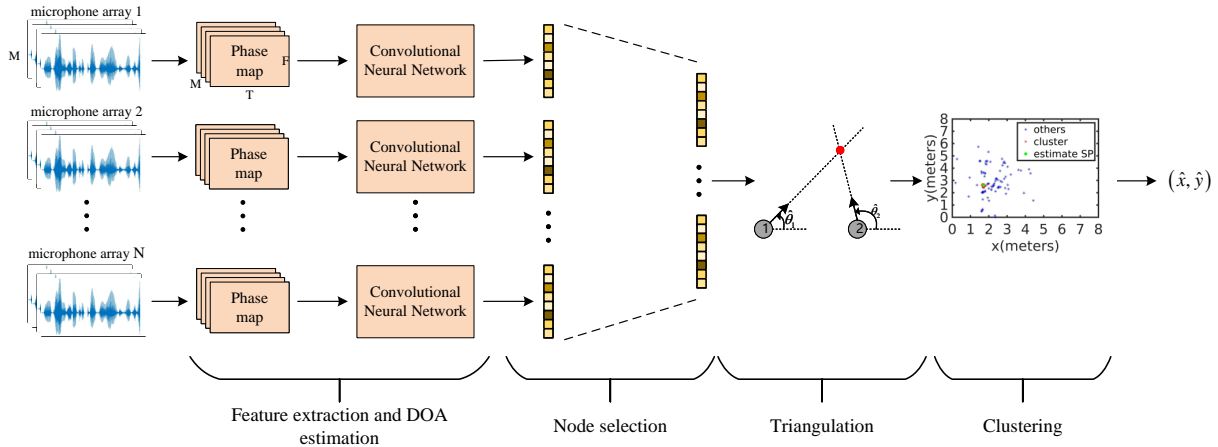 microphone array 1
M
Phase
map
F
M
T
Convolutional
Neural Network
microphone array 2
Phase
map
Convolutional
Neural Network
microphone array N
Phase
map
Convolutional
Neural Network
1
θ̂₁
2
θ̂₂
y(meters)
8
7
6
5
4
3
2
1
0
others
cluster
estimate SP
0 1 2 3 4 5 6 7 8
x(meters)
(x̂, ŷ)
Feature extraction and DOA
estimation
Node selection
Triangulation
Clustering